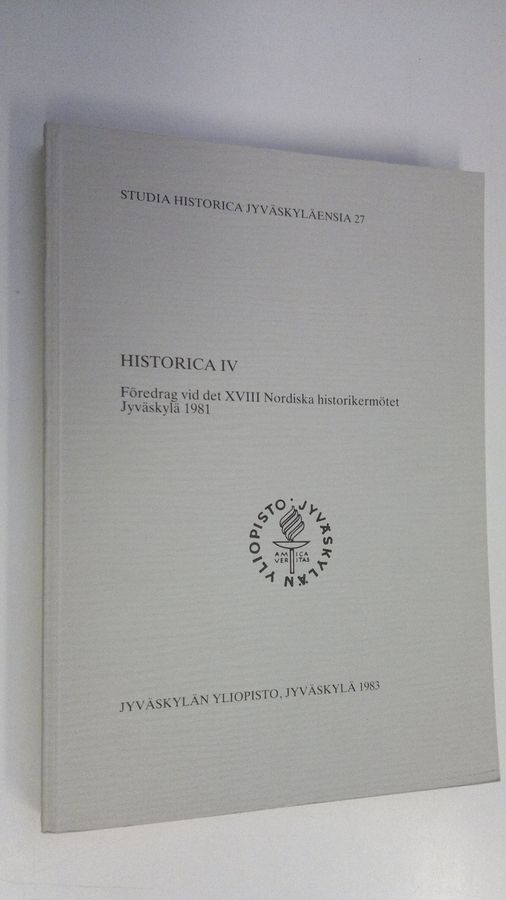 STUDIA HISTORICA JYVÄSKYLÄENSIA 27
HISTORICA IV
Föredrag vid det XVIII Nordiska historikermötet
Jyväskylä 1981
JYVÄSKYLÄN YLIOPISTO
AMICA
VERITAS
JYVÄSKYLÄN YLIOPISTO, JYVÄSKYLÄ 1983